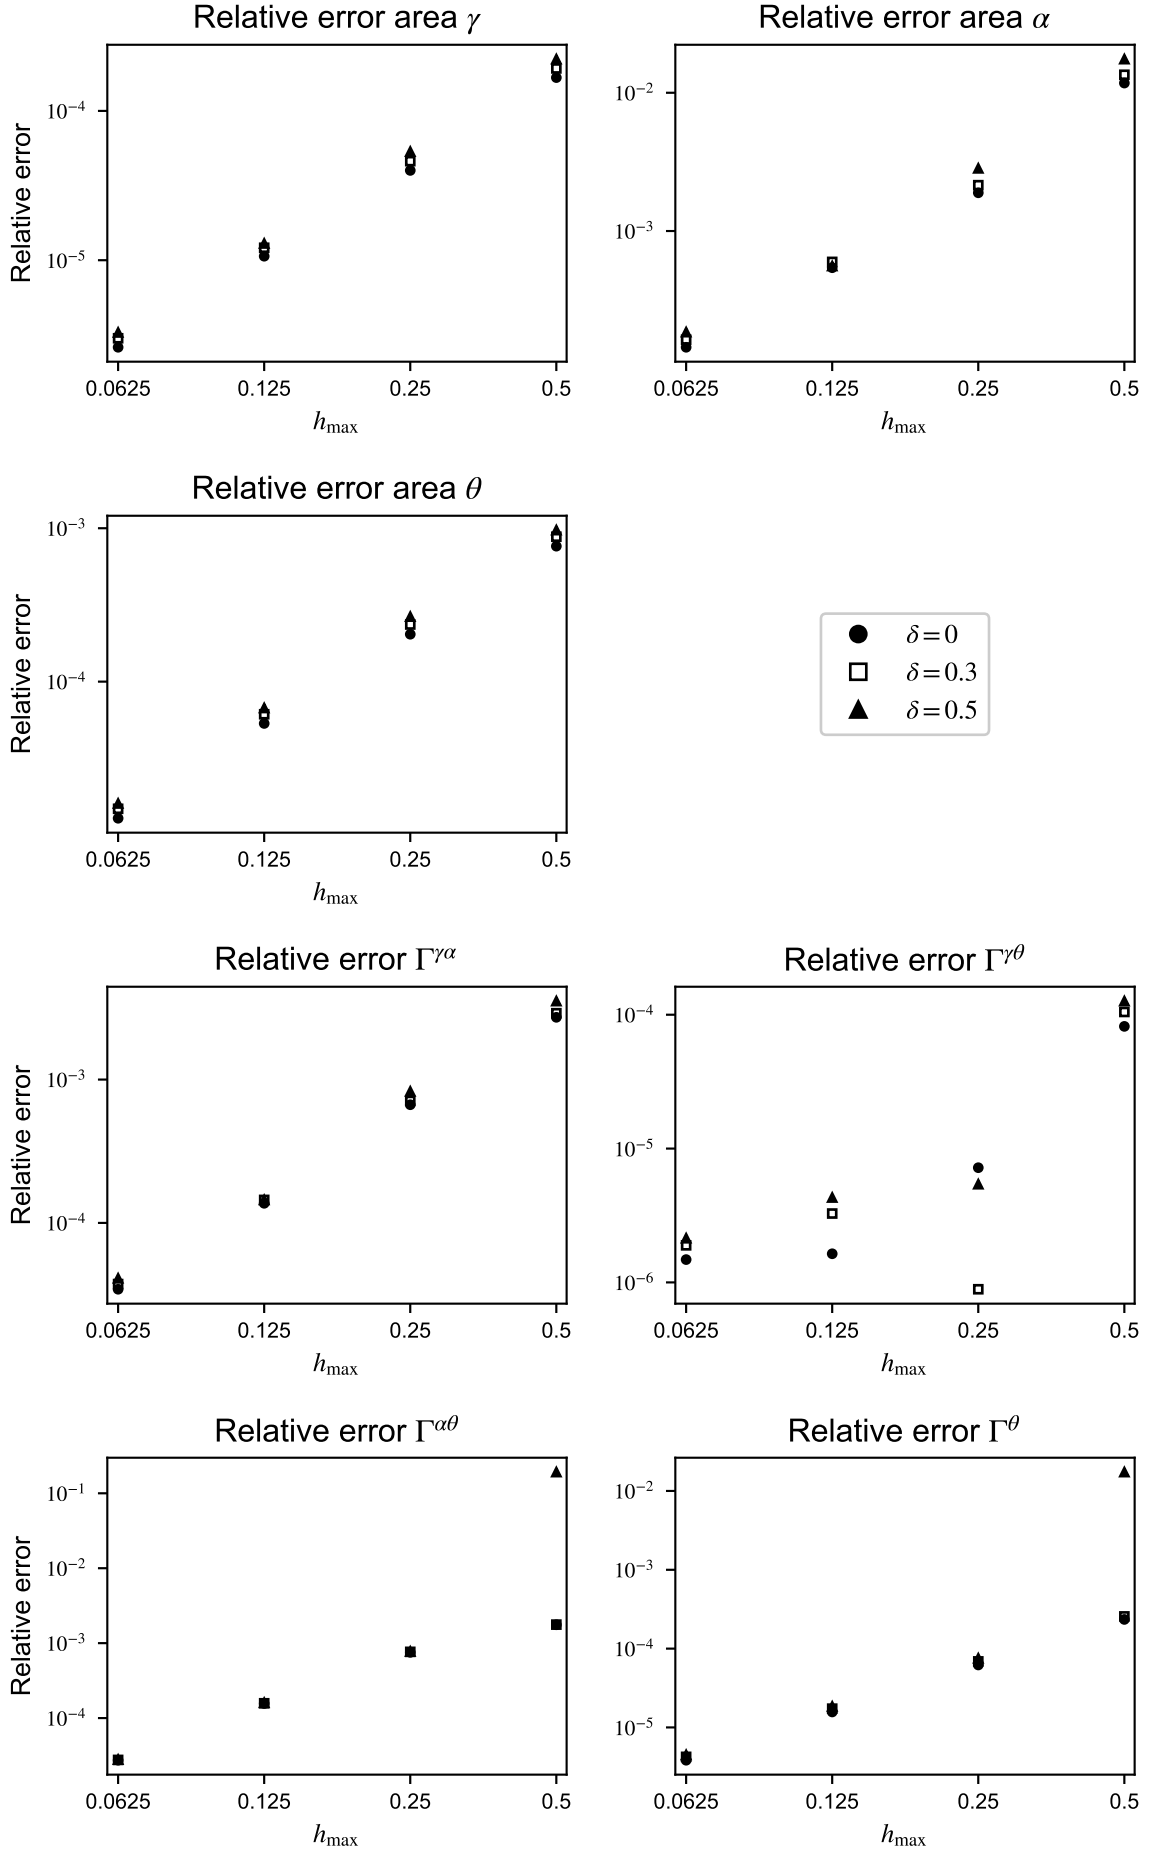 Relative error area γ
Relative error
10⁻⁴
10⁻⁵
0.0625 0.125 0.25 0.5
h_max
Relative error area α
10⁻²
10⁻³
0.0625 0.125 0.25 0.5
h_max
Relative error area θ
Relative error
10⁻³
10⁻⁴
0.0625 0.125 0.25 0.5
h_max
δ = 0
δ = 0.3
δ = 0.5
Relative error Γ^γα
Relative error
10⁻³
10⁻⁴
0.0625 0.125 0.25 0.5
h_max
Relative error Γ^γθ
10⁻⁴
10⁻⁵
10⁻⁶
0.0625 0.125 0.25 0.5
h_max
Relative error Γ^αθ
Relative error
10⁻¹
10⁻²
10⁻³
10⁻⁴
0.0625 0.125 0.25 0.5
h_max
Relative error Γ^θ
10⁻²
10⁻³
10⁻⁴
10⁻⁵
0.0625 0.125 0.25 0.5
h_max